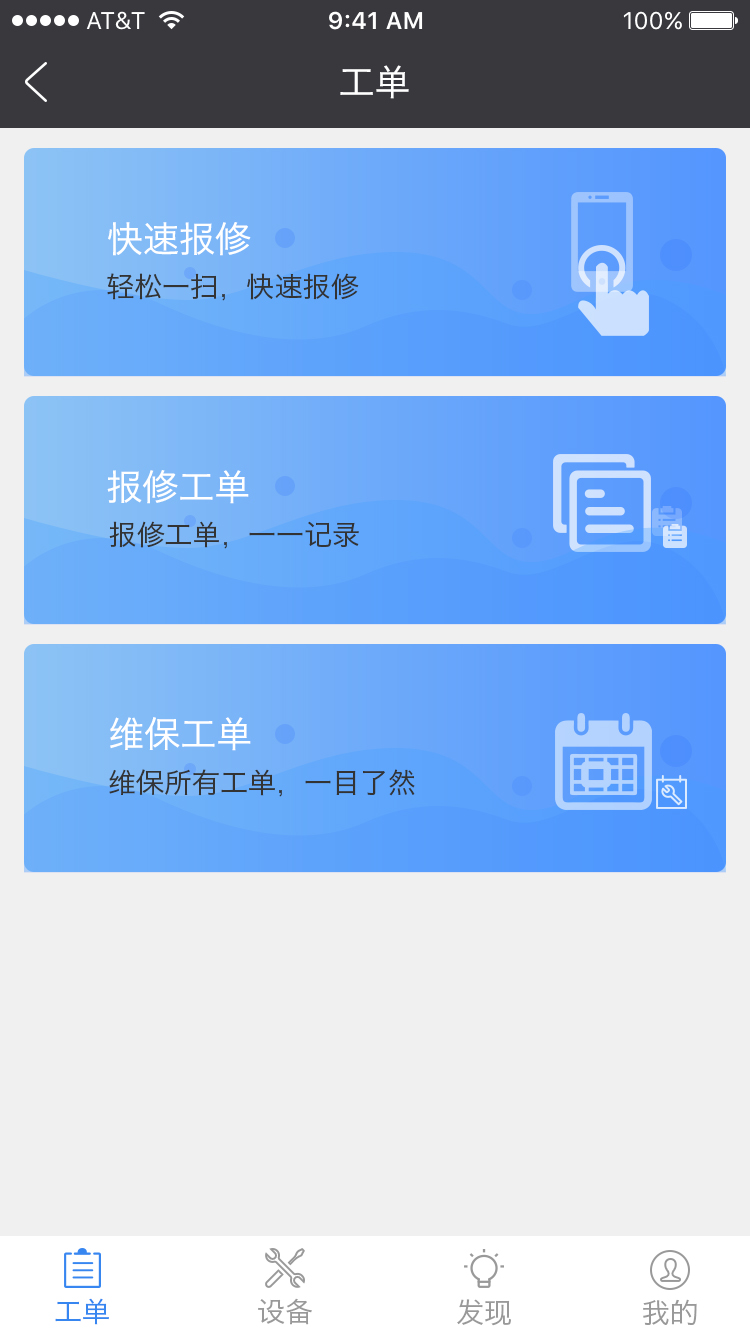 AT&T 9:41 AM 100%
工单
快速报修
轻松一扫，快速报修
报修工单
报修工单，一一记录
维保工单
维保所有工单，一目了然
工单 设备 发现 我的